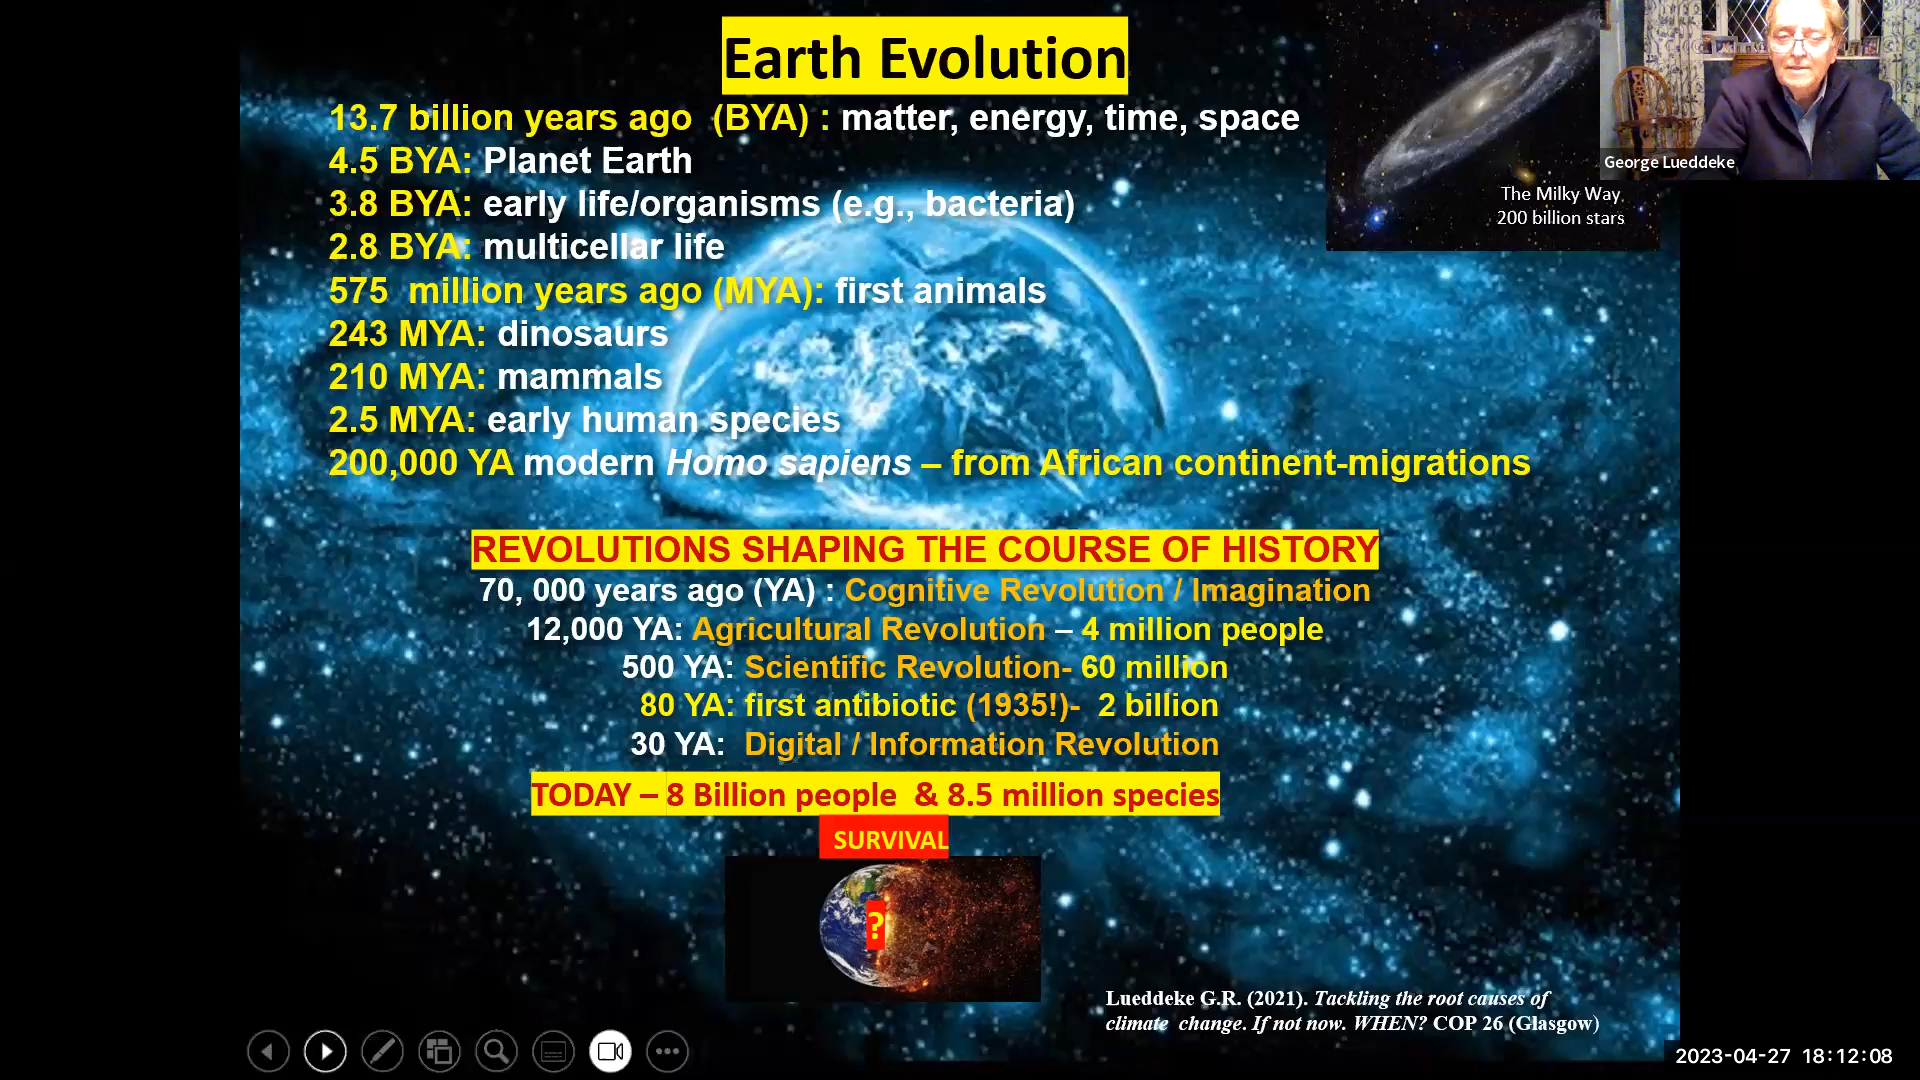 Earth Evolution
13.7 billion years ago (BYA) : matter, energy, time, space
4.5 BYA: Planet Earth
3.8 BYA: early life/organisms (e.g., bacteria)
2.8 BYA: multicellar life
575 million years ago (MYA): first animals
243 MYA: dinosaurs
210 MYA: mammals
2.5 MYA: early human species
200,000 YA modern Homo sapiens – from African continent-migrations
George Lueddeke
The Milky Way
200 billion stars
REVOLUTIONS SHAPING THE COURSE OF HISTORY
70, 000 years ago (YA) : Cognitive Revolution / Imagination
12,000 YA: Agricultural Revolution – 4 million people
500 YA: Scientific Revolution- 60 million
80 YA: first antibiotic (1935!)- 2 billion
30 YA: Digital / Information Revolution
TODAY – 8 Billion people & 8.5 million species
SURVIVAL
?
Lueddeke G.R. (2021). Tackling the root causes of
climate change. If not now. WHEN? COP 26 (Glasgow)
2023-04-27 18:12:08